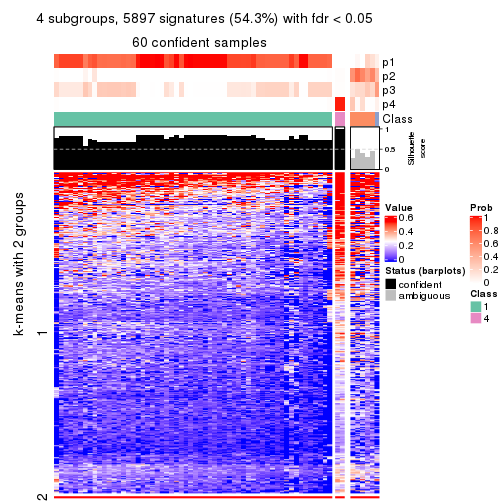 4 subgroups, 5897 signatures (54.3%) with fdr < 0.05
60 confident samples
p1
p2
p3
p4
Class
1
0.5
0
Silhouette
score
k-means with 2 groups
1
2
Value
0.6
0.4
0.2
0
Status (barplots)
confident
ambiguous
Prob
1
0.8
0.6
0.4
0.2
0
Class
1
4